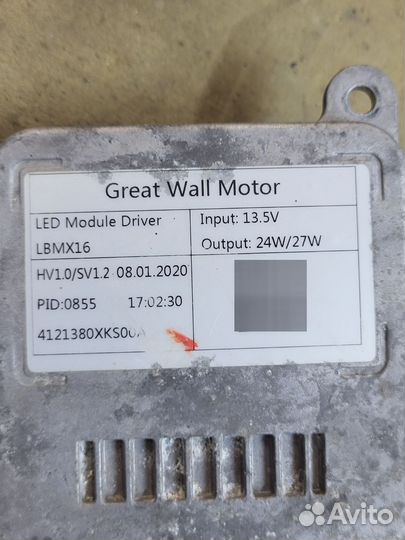 Great Wall Motor
LED Module Driver
LBMX16
Input: 13.5V
Output: 24W/27W
HV1.0/SV1.2 08.01.2020
PID:0855 17:02:30
4121380XKS00A
Avito